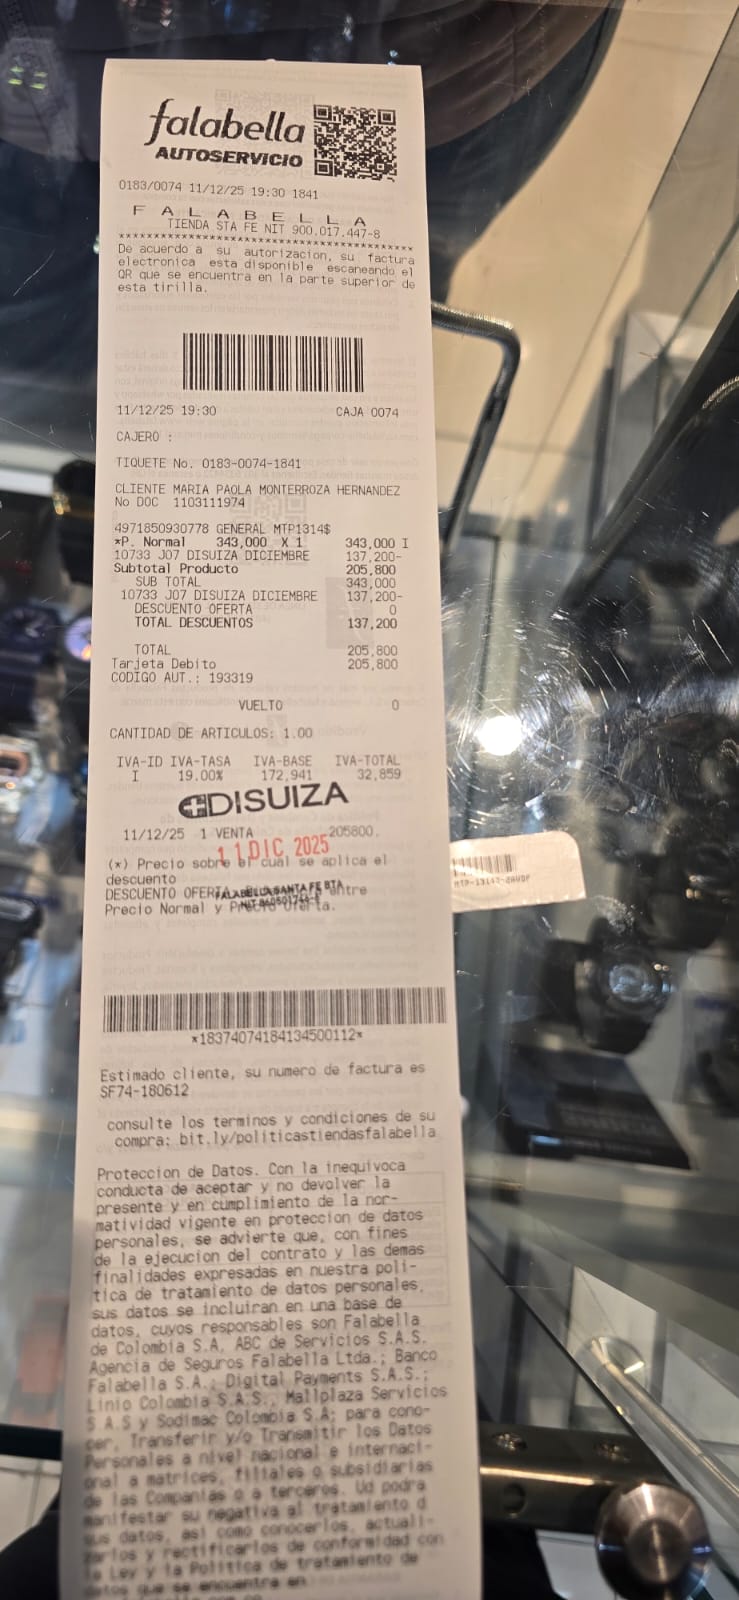 falabella
AUTOSERVICIO
0183/0074 11/12/25 19:30 1841
F A L A B E L L A
TIENDA STA FE NIT 900.017.447-8
******************************************
De acuerdo a su autorizacion, su factura
electronica esta disponible escaneando el
QR que se encuentra en la parte superior de
esta tirilla.
11/12/25 19:30 CAJA 0074
CAJERO :
TIQUETE No. 0183-0074-1841
CLIENTE MARIA PAOLA MONTERROZA HERNANDEZ
No DOC 1103111974
4971850930778 GENERAL MTP1314$
*P. Normal 343,000 X 1 343,000 I
10733 J07 DISUIZA DICIEMBRE 137,200-
Subtotal Producto 205,800
SUB TOTAL 343,000
10733 J07 DISUIZA DICIEMBRE 137,200-
DESCUENTO OFERTA 0
TOTAL DESCUENTOS 137,200
TOTAL 205,800
Tarjeta Debito 205,800
CODIGO AUT.: 193319
VUELTO 0
CANTIDAD DE ARTICULOS: 1.00
IVA-ID IVA-TASA IVA-BASE IVA-TOTAL
I 19.00% 172,941 32,859
DISUIZA
11/12/25 1 VENTA 205800.
11 DIC 2025
(*) Precio sobre el cual se aplica el
descuento
DESCUENTO OFERTA entre
FALABELLA SANTA FE BTA
Precio Normal y Precio Oferta.
*18374074184134500112*
Estimado cliente, su numero de factura es
SF74-180612
consulte los terminos y condiciones de su
compra: bit.ly/politicastiendasfalabella
Proteccion de Datos. Con la inequivoca
conducta de aceptar y no devolver la
presente y en cumplimiento de la nor-
matividad vigente en proteccion de datos
personales, se advierte que, con fines
de la ejecucion del contrato y las demas
finalidades expresadas en nuestra poli-
tica de tratamiento de datos personales,
sus datos se incluiran en una base de
datos, cuyos responsables son Falabella
de Colombia S.A, ABC de Servicios S.A.S.
Agencia de Seguros Falabella Ltda.; Banco
Falabella S.A.; Digital Payments S.A.S.;
Linio Colombia S.A.S., Mallplaza Servicios
S A S y Sodimac Colombia S.A; para cono-
cer, Transferir y/o Transmitir los Datos
Personales a nivel nacional e internaci-
onal a matrices, filiales o subsidiarias
de las Companias o a terceros. Ud podra
manifestar su negativa al tratamiento d
sus datos, asi como conocerlos, actuali-
zarlos y rectificarlos de conformidad con
la Ley y la Politica de tratamiento de
datos que se encuentra en